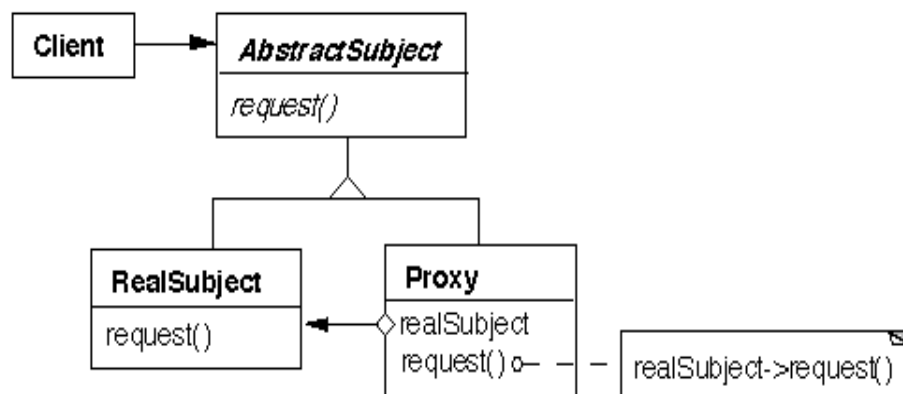 Client
AbstractSubject
request()
RealSubject
request()
Proxy
realSubject
request()
realSubject->request()